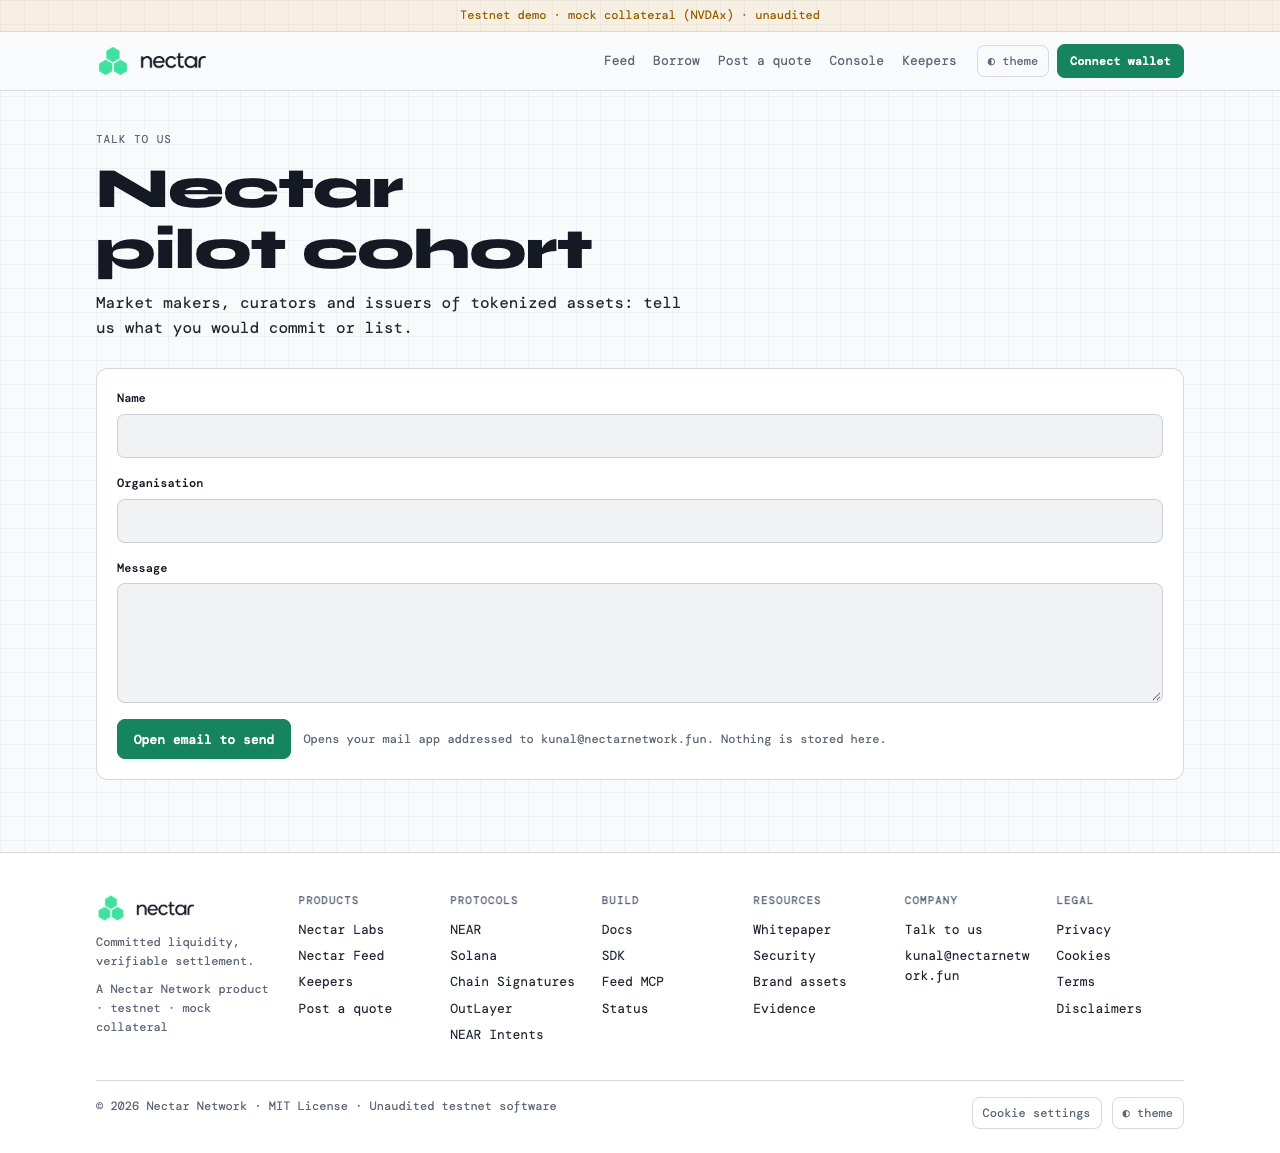 Testnet demo · mock collateral (NVDAx) · unaudited
nectar
Feed Borrow Post a quote Console Keepers ◐ theme Connect wallet
TALK TO US
Nectar
pilot cohort
Market makers, curators and issuers of tokenized assets: tell
us what you would commit or list.
Name
Organisation
Message
Open email to send Opens your mail app addressed to kunal@nectarnetwork.fun. Nothing is stored here.
nectar
Committed liquidity,
verifiable settlement.
A Nectar Network product
· testnet · mock
collateral
PRODUCTS
Nectar Labs
Nectar Feed
Keepers
Post a quote
PROTOCOLS
NEAR
Solana
Chain Signatures
OutLayer
NEAR Intents
BUILD
Docs
SDK
Feed MCP
Status
RESOURCES
Whitepaper
Security
Brand assets
Evidence
COMPANY
Talk to us
kunal@nectarnetw
ork.fun
LEGAL
Privacy
Cookies
Terms
Disclaimers
© 2026 Nectar Network · MIT License · Unaudited testnet software
Cookie settings ◐ theme